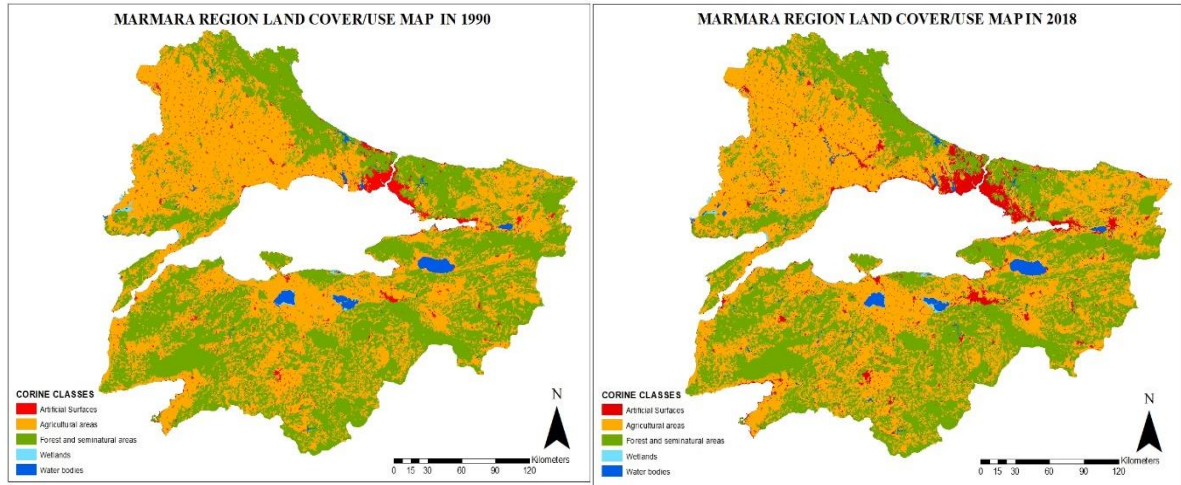 MARMARA REGION LAND COVER/USE MAP IN 1990
CORINE CLASSES
Artificial Surfaces
Agricultural areas
Forest and seminatural areas
Wetlands
Water bodies
N
Kilometers
0 15 30 60 90 120
MARMARA REGION LAND COVER/USE MAP IN 2018
CORINE CLASSES
Artificial Surfaces
Agricultural areas
Forest and seminatural areas
Wetlands
Water bodies
N
Kilometers
0 15 30 60 90 120